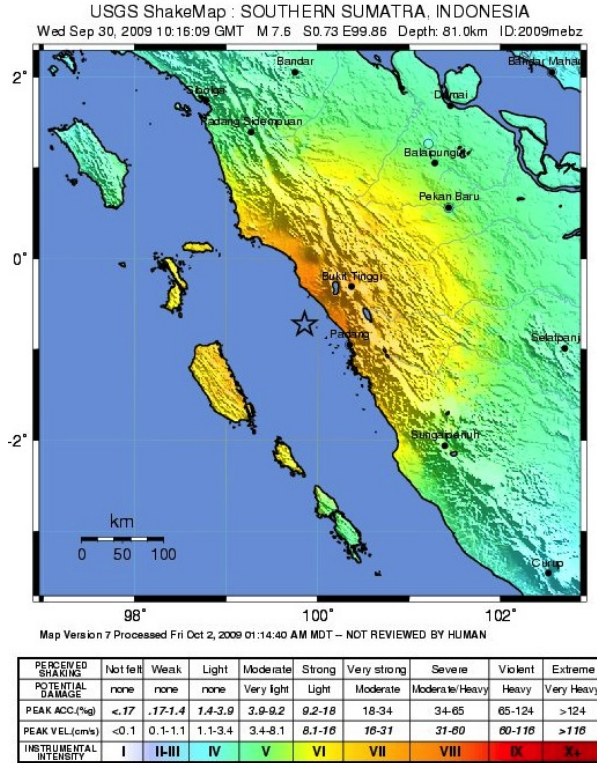 USGS ShakeMap : SOUTHERN SUMATRA, INDONESIA
Wed Sep 30, 2009 10:16:09 GMT M 7.6 S0.73 E99.86 Depth: 81.0km ID:2009mebz
2°
Bandar
Bandar Mahar
Sibolga
Dumai
Padang Sidempuan
Balaipungut
Pekan Baru
0°
Bukit Tinggi
Padang
Selatpanj
-2°
Sungaipenuh
km
0 50 100
Curup
98° 100° 102°
Map Version 7 Processed Fri Oct 2, 2009 01:14:40 AM MDT -- NOT REVIEWED BY HUMAN
PERCEIVED SHAKING Not felt Weak Light Moderate Strong Very strong Severe Violent Extreme
POTENTIAL DAMAGE none none none Very light Light Moderate Moderate/Heavy Heavy Very Heavy
PEAK ACC.(%g) <.17 .17-1.4 1.4-3.9 3.9-9.2 9.2-18 18-34 34-65 65-124 >124
PEAK VEL.(cm/s) <0.1 0.1-1.1 1.1-3.4 3.4-8.1 8.1-16 16-31 31-60 60-116 >116
INSTRUMENTAL INTENSITY I II-III IV V VI VII VIII IX X+